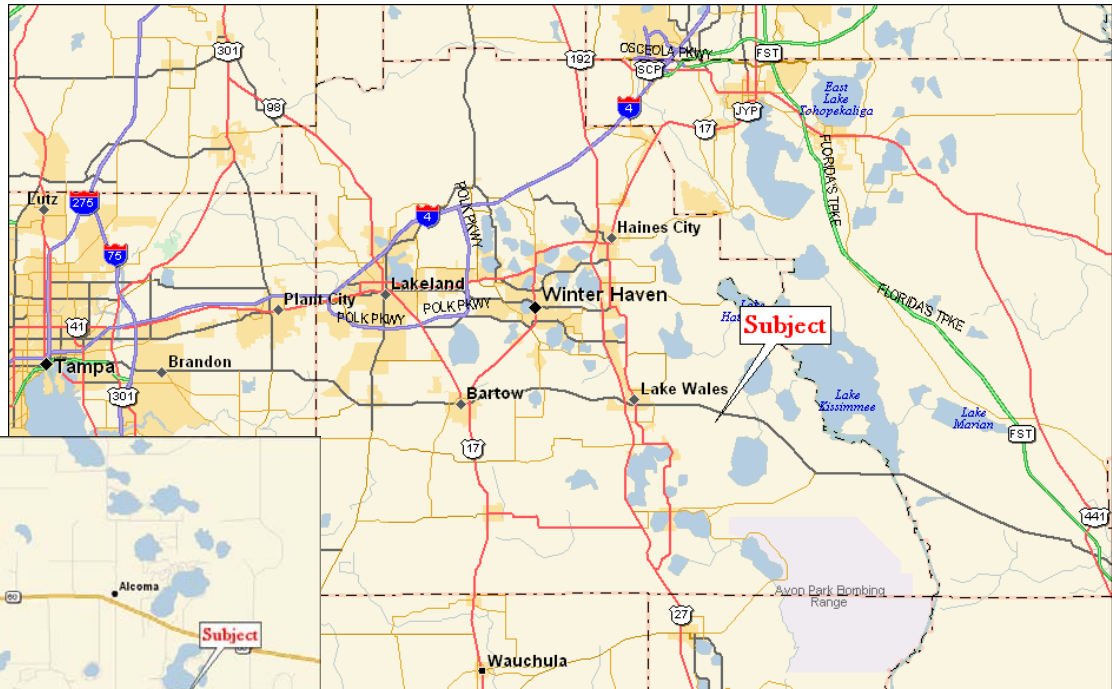 OSCEOLA PKWY
301
192
FST
SCP
4
East
Lake
Tohopekaliga
98
JYP
17
FLORIDA'S TPKE
Lutz
275
POLK PKWY
4
75
Haines City
Lakeland
Plant City
POLK PKWY
POLK PKWY
Winter Haven
FLORIDA'S TPKE
Lake
Subject
41
Tampa
Brandon
301
Bartow
Lake Wales
Lake
Kissimmee
Lake
Marian
17
FST
441
Alcoma
60
Subject
Avon Park Bombing
Range
27
Wauchula